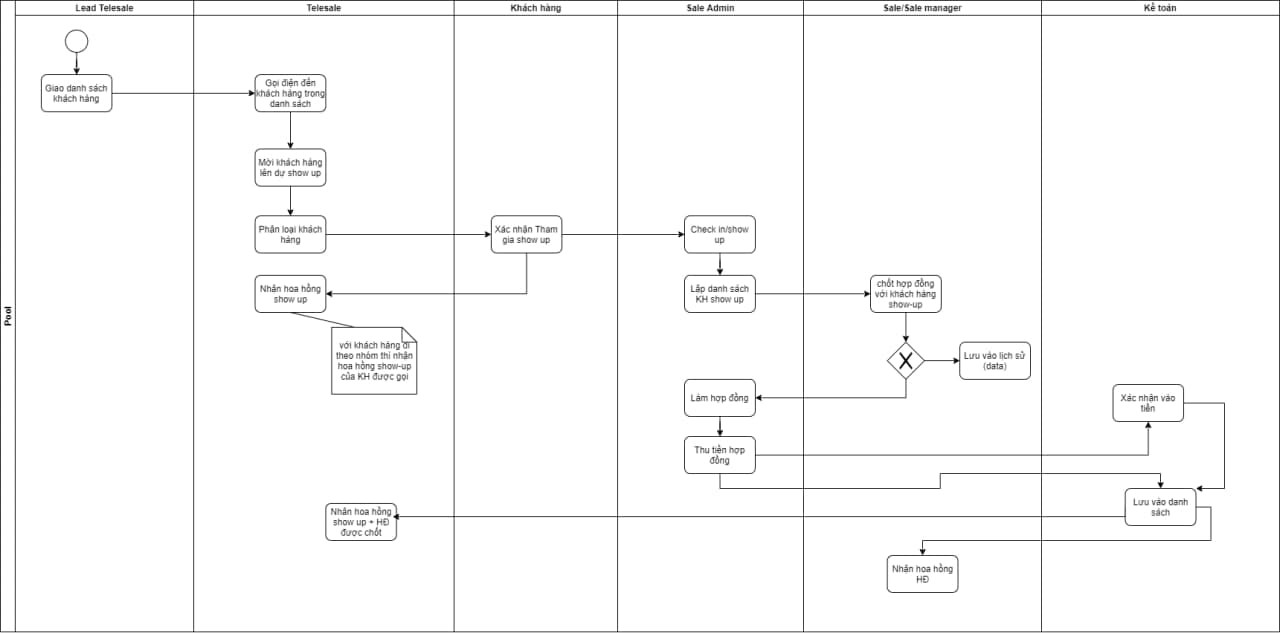 Lead Telesale
Telesale
Khách hàng
Sale Admin
Sale/Sale manager
Kế toán
Pool
Giao danh sách
khách hàng
Gọi điện đến
khách hàng trong
danh sách
Mời khách hàng
lên dự show up
Phân loại khách
hàng
Xác nhận Tham
gia show up
Check in/show
up
Nhận hoa hồng
show up
Lập danh sách
KH show up
chốt hợp đồng
với khách hàng
show-up
với khách hàng đi
theo nhóm thì nhận
hoa hồng show-up
của KH được gọi
Lưu vào lịch sử
(data)
Làm hợp đồng
Xác nhận vào
tiền
Thu tiền hợp
đồng
Lưu vào danh
sách
Nhận hoa hồng
show up + HĐ
được chốt
Nhận hoa hồng
HĐ